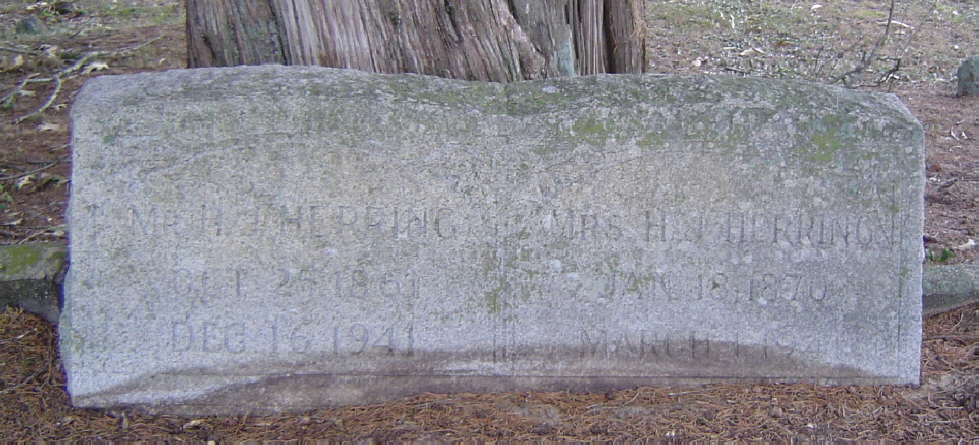 MR. H. J. HERRING
OCT. 25 1861
DEC. 16, 1941
MRS. H. J. HERRING
JAN. 18, 1870
MARCH 1